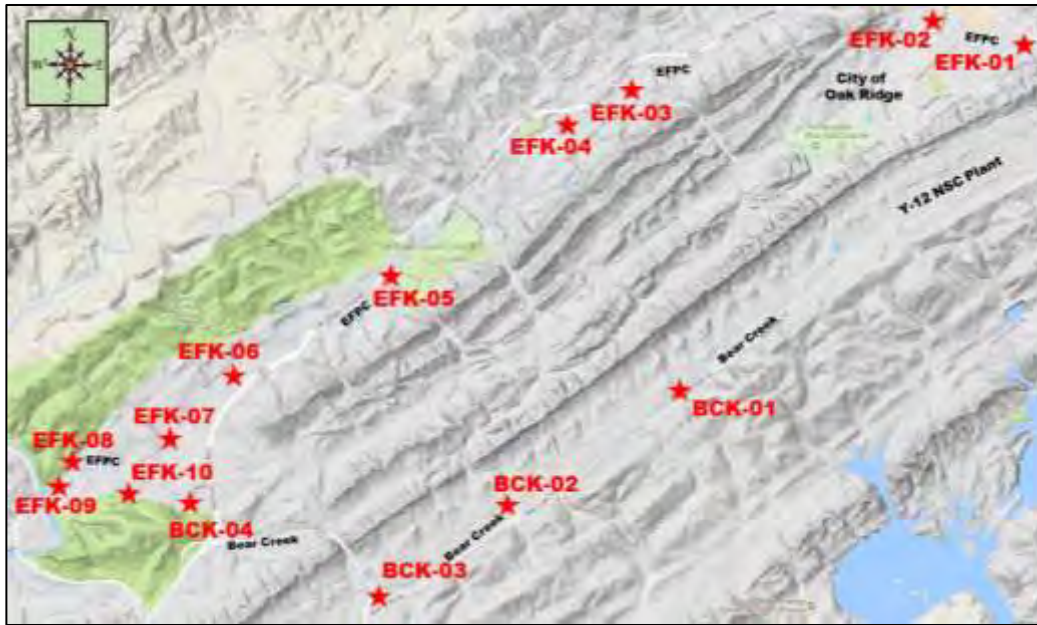 N
W
E
S
EFK-02
EFPC
EFK-01
City of
Oak Ridge
EFPC
EFK-03
EFK-04
Y-12 NSC Plant
EFK-05
EFPC
EFK-06
Bear Creek
BCK-01
EFK-07
EFK-08
EFPC
EFK-10
EFK-09
BCK-02
BCK-04
Bear Creek
Bear Creek
BCK-03